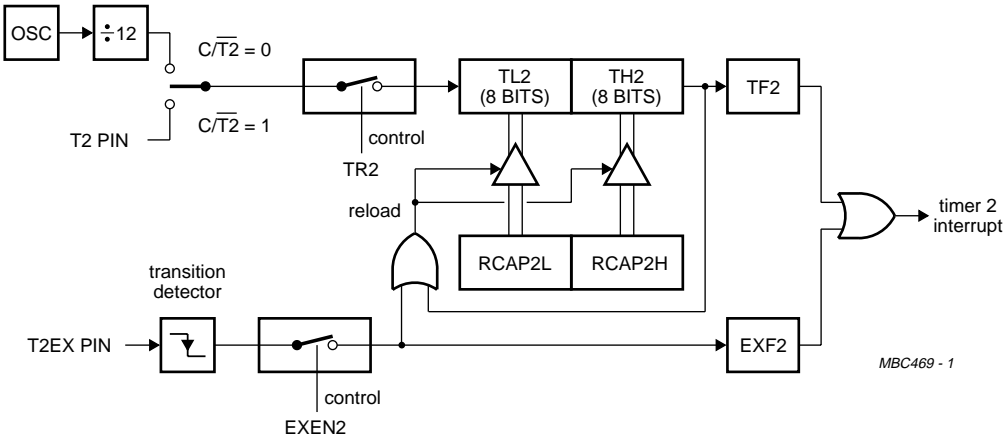 OSC
÷12
C/T2̅ = 0
C/T2̅ = 1
T2 PIN
control
TR2
TL2
(8 BITS)
TH2
(8 BITS)
TF2
reload
RCAP2L
RCAP2H
timer 2
interrupt
transition
detector
T2EX PIN
control
EXEN2
EXF2
MBC469 - 1